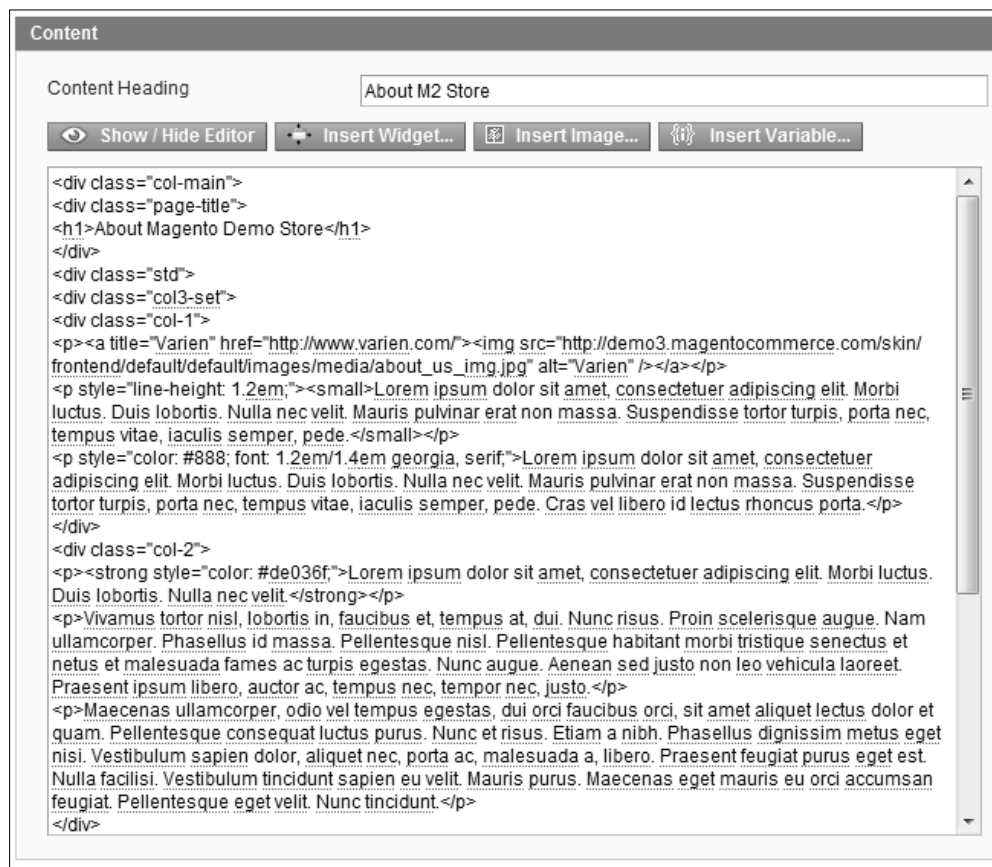 Content
Content Heading
About M2 Store
Show / Hide Editor
Insert Widget...
Insert Image...
Insert Variable...
<div class="col-main">
<div class="page-title">
<h1>About Magento Demo Store</h1>
</div>
<div class="std">
<div class="col3-set">
<div class="col-1">
<p><a title="Varien" href="http://www.varien.com/"><img src="http://demo3.magentocommerce.com/skin/
frontend/default/default/images/media/about_us_img.jpg" alt="Varien" /></a></p>
<p style="line-height: 1.2em;"><small>Lorem ipsum dolor sit amet, consectetuer adipiscing elit. Morbi
luctus. Duis lobortis. Nulla nec velit. Mauris pulvinar erat non massa. Suspendisse tortor turpis, porta nec,
tempus vitae, iaculis semper, pede.</small></p>
<p style="color: #888; font: 1.2em/1.4em georgia, serif;">Lorem ipsum dolor sit amet, consectetuer
adipiscing elit. Morbi luctus. Duis lobortis. Nulla nec velit. Mauris pulvinar erat non massa. Suspendisse
tortor turpis, porta nec, tempus vitae, iaculis semper, pede. Cras vel libero id lectus rhoncus porta.</p>
</div>
<div class="col-2">
<p><strong style="color: #de036f;">Lorem ipsum dolor sit amet, consectetuer adipiscing elit. Morbi luctus.
Duis lobortis. Nulla nec velit.</strong></p>
<p>Vivamus tortor nisl, lobortis in, faucibus et, tempus at, dui. Nunc risus. Proin scelerisque augue. Nam
ullamcorper. Phasellus id massa. Pellentesque nisl. Pellentesque habitant morbi tristique senectus et
netus et malesuada fames ac turpis egestas. Nunc augue. Aenean sed justo non leo vehicula laoreet.
Praesent ipsum libero, auctor ac, tempus nec, tempor nec, justo.</p>
<p>Maecenas ullamcorper, odio vel tempus egestas, dui orci faucibus orci, sit amet aliquet lectus dolor et
quam. Pellentesque consequat luctus purus. Nunc et risus. Etiam a nibh. Phasellus dignissim metus eget
nisi. Vestibulum sapien dolor, aliquet nec, porta ac, malesuada a, libero. Praesent feugiat purus eget est.
Nulla facilisi. Vestibulum tincidunt sapien eu velit. Mauris purus. Maecenas eget mauris eu orci accumsan
feugiat. Pellentesque eget velit. Nunc tincidunt.</p>
</div>